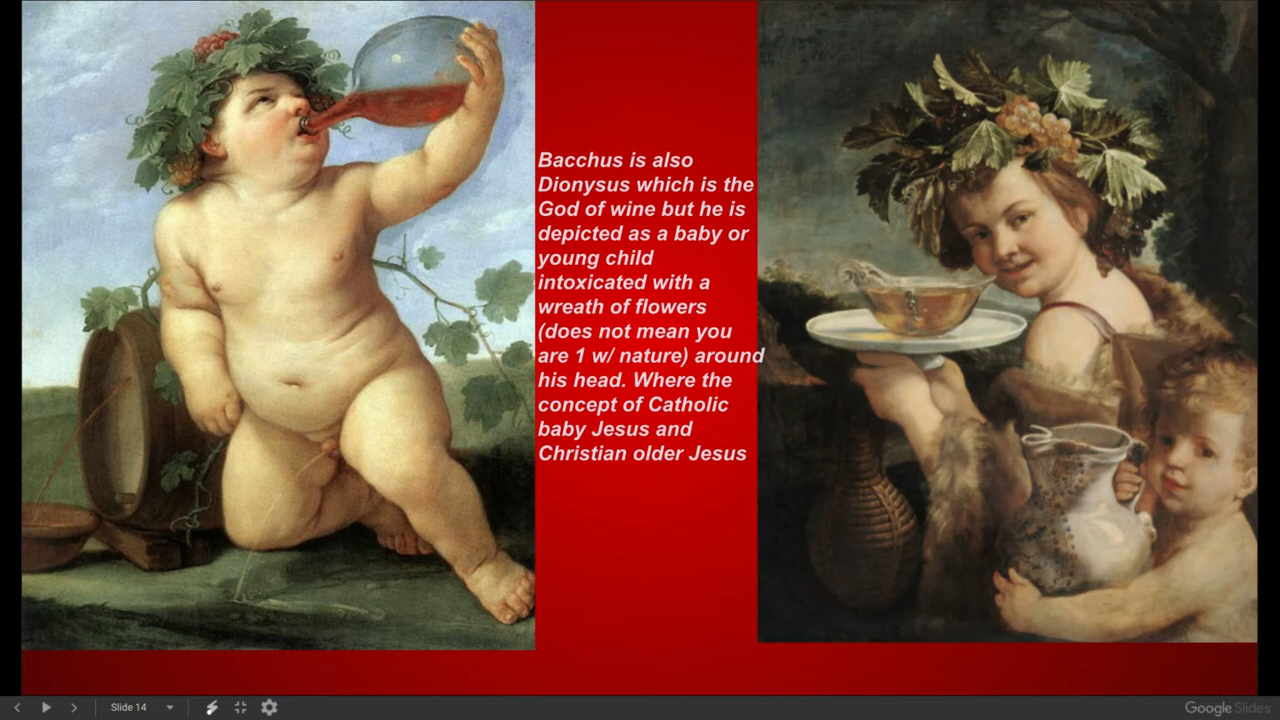 Bacchus is also
Dionysus which is the
God of wine but he is
depicted as a baby or
young child
intoxicated with a
wreath of flowers
(does not mean you
are 1 w/ nature) around
his head. Where the
concept of Catholic
baby Jesus and
Christian older Jesus
Slide 14
Google Slides